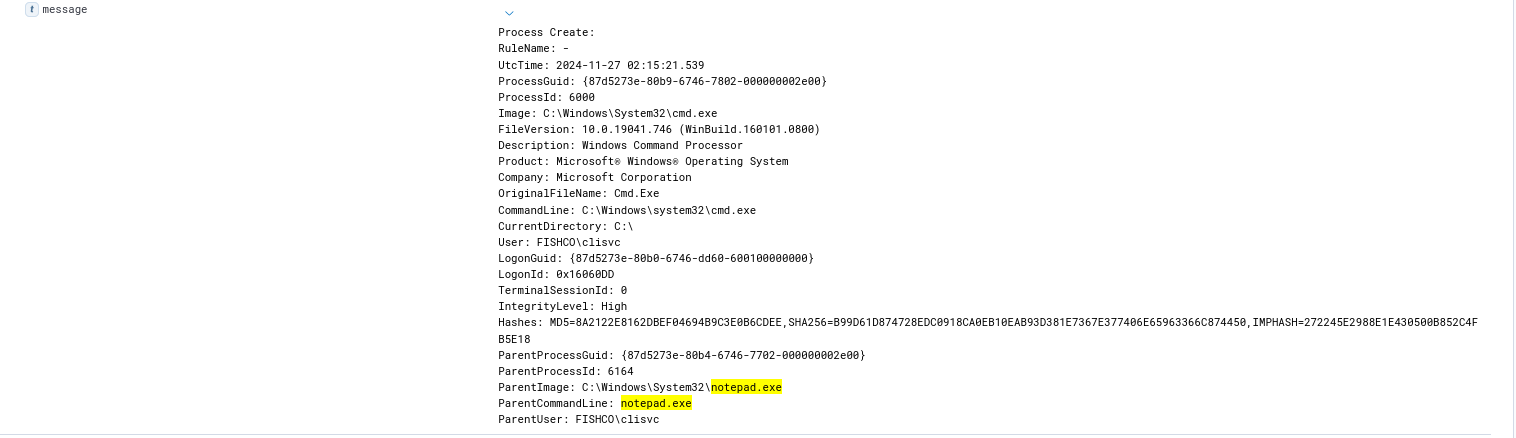 t message
Process Create:
RuleName: -
UtcTime: 2024-11-27 02:15:21.539
ProcessGuid: {87d5273e-80b9-6746-7802-000000002e00}
ProcessId: 6000
Image: C:\Windows\System32\cmd.exe
FileVersion: 10.0.19041.746 (WinBuild.160101.0800)
Description: Windows Command Processor
Product: Microsoft® Windows® Operating System
Company: Microsoft Corporation
OriginalFileName: Cmd.Exe
CommandLine: C:\Windows\system32\cmd.exe
CurrentDirectory: C:\
User: FISHCO\clisvc
LogonGuid: {87d5273e-80b0-6746-dd60-600100000000}
LogonId: 0x16060DD
TerminalSessionId: 0
IntegrityLevel: High
Hashes: MD5=8A2122E8162DBEF04694B9C3E0B6CDEE,SHA256=B99D61D874728EDC0918CA0EB10EAB93D381E7367E377406E65963366C874450,IMPHASH=272245E2988E1E430500B852C4F
B5E18
ParentProcessGuid: {87d5273e-80b4-6746-7702-000000002e00}
ParentProcessId: 6164
ParentImage: C:\Windows\System32\notepad.exe
ParentCommandLine: notepad.exe
ParentUser: FISHCO\clisvc